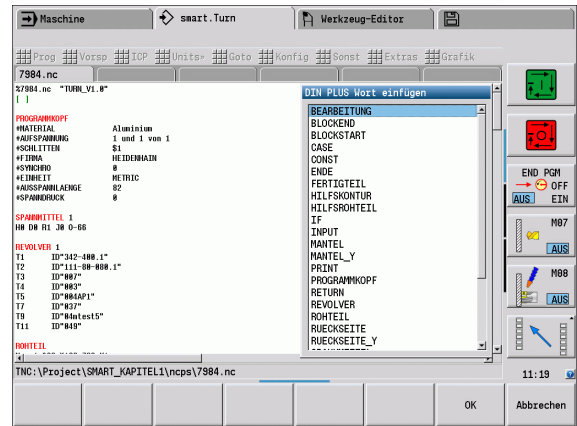 Maschine
smart.Turn
Werkzeug-Editor
Prog Vorsp ICP Units» Goto Konfig Sonst Extras Grafik
7984.nc
%7984.nc "TURN_V1.0"
[ ]
PROGRAMMKOPF
#MATERIAL Aluminium
#AUFSPANNUNG 1 und 1 von 1
#SCHLITTEN $1
#FIRMA HEIDENHAIN
#SYNCHRO 0
#EINHEIT METRIC
#AUSSPANNLAENGE 82
#SPANNDRUCK 0
SPANNMITTEL 1
H0 D0 R1 J0 O-66
REVOLVER 1
T1 ID"342-400.1"
T2 ID"111-80-080.1"
T3 ID"007"
T4 ID"003"
T5 ID"004AP1"
T7 ID"037"
T9 ID"04mtest5"
T11 ID"049"
ROHTEIL
DIN PLUS Wort einfügen
BEARBEITUNG
BLOCKEND
BLOCKSTART
CASE
CONST
ENDE
FERTIGTEIL
HILFSKONTUR
HILFSROHTEIL
IF
INPUT
MANTEL
MANTEL_Y
PRINT
PROGRAMMKOPF
RETURN
REVOLVER
ROHTEIL
RUECKSEITE
RUECKSEITE_Y
END PGM
OFF
AUS EIN
M07
AUS
M08
AUS
TNC:\Project\SMART_KAPITEL1\ncps\7984.nc
11:19
OK
Abbrechen